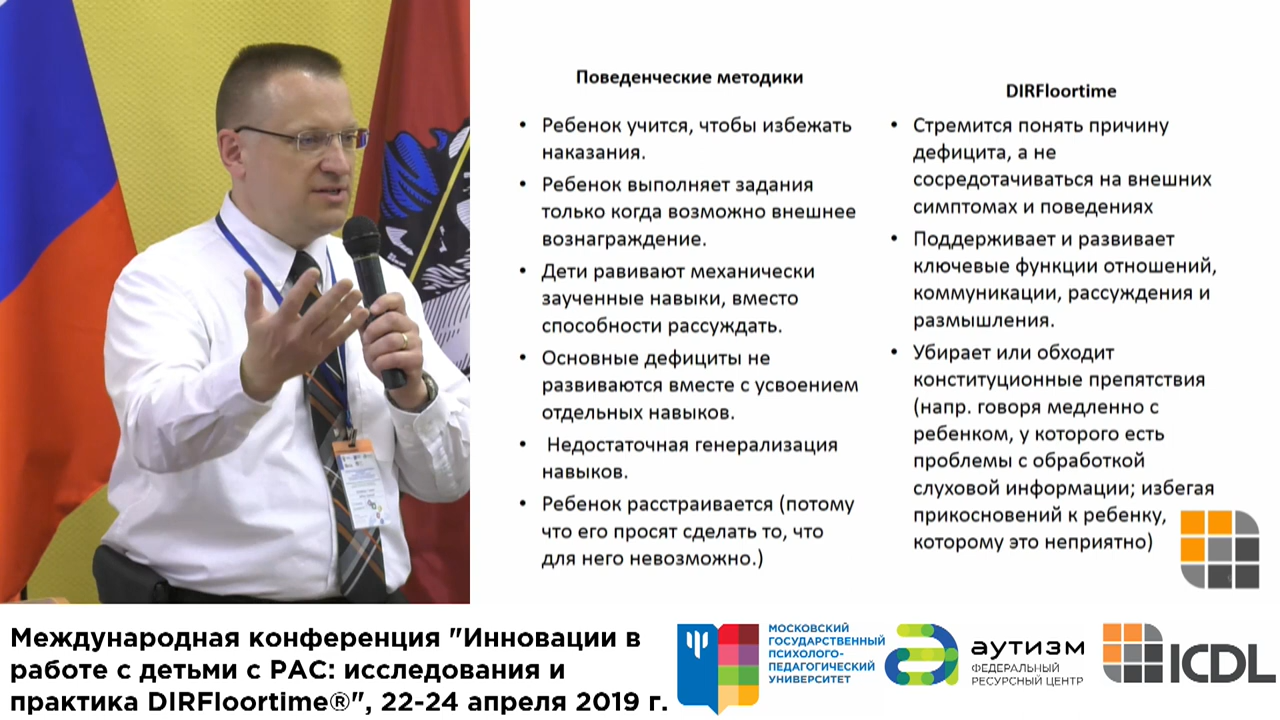 Поведенческие методики
• Ребенок учится, чтобы избежать
наказания.
• Ребенок выполняет задания
только когда возможно внешнее
вознаграждение.
• Дети равивают механически
заученные навыки, вместо
способности рассуждать.
• Основные дефициты не
развиваются вместе с усвоением
отдельных навыков.
• Недостаточная генерализация
навыков.
• Ребенок расстраивается (потому
что его просят сделать то, что
для него невозможно.)
DIRFloortime
• Стремится понять причину
дефицита, а не
сосредотачиваться на внешних
симптомах и поведениях
• Поддерживает и развивает
ключевые функции отношений,
коммуникации, рассуждения и
размышления.
• Убирает или обходит
конституционные препятствия
(напр. говоря медленно с
ребенком, у которого есть
проблемы с обработкой
слуховой информации; избегая
прикосновений к ребенку,
которому это неприятно)
Международная конференция "Инновации в
работе с детьми с РАС: исследования и
практика DIRFloortime®", 22-24 апреля 2019 г.
МОСКОВСКИЙ
ГОСУДАРСТВЕННЫЙ
ПСИХОЛОГО-
ПЕДАГОГИЧЕСКИЙ
УНИВЕРСИТЕТ
аутизм
ФЕДЕРАЛЬНЫЙ
РЕСУРСНЫЙ ЦЕНТР
ICDL